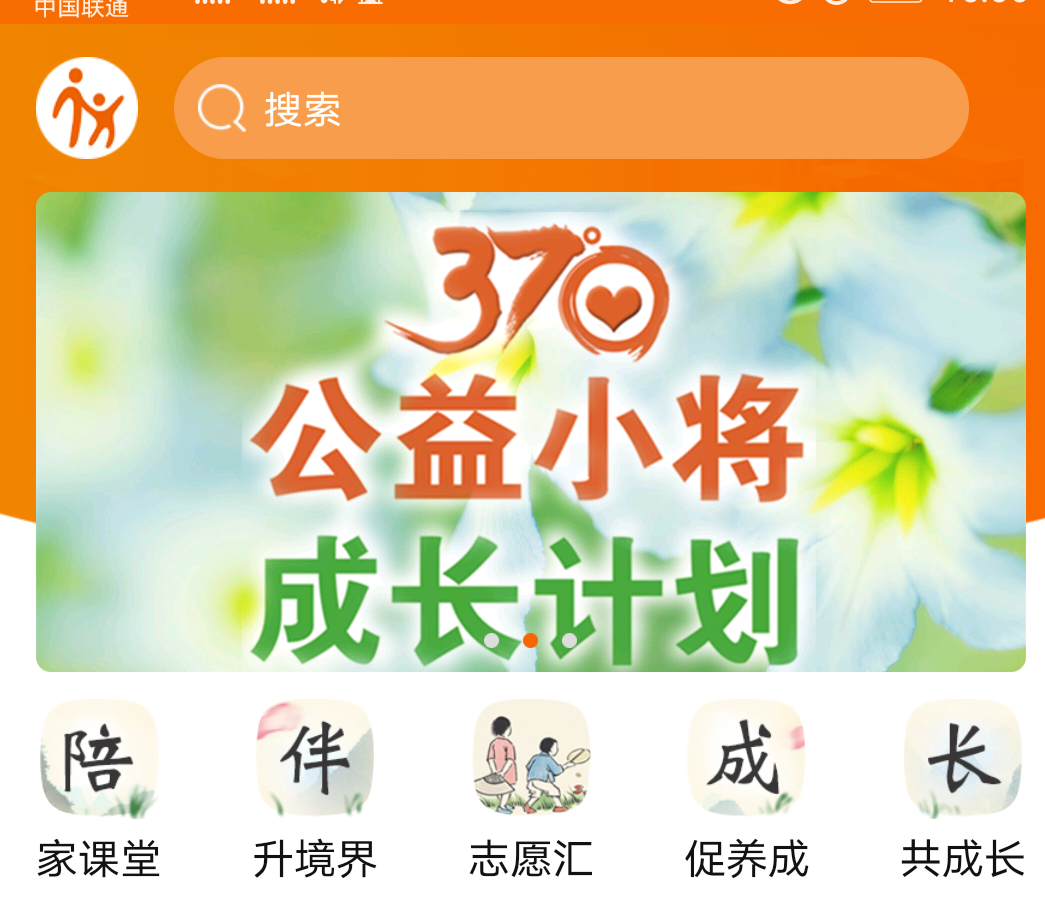 中国联通
搜索
37°
公益小将
成长计划
陪 伴 成 长
家课堂 升境界 志愿汇 促养成 共成长